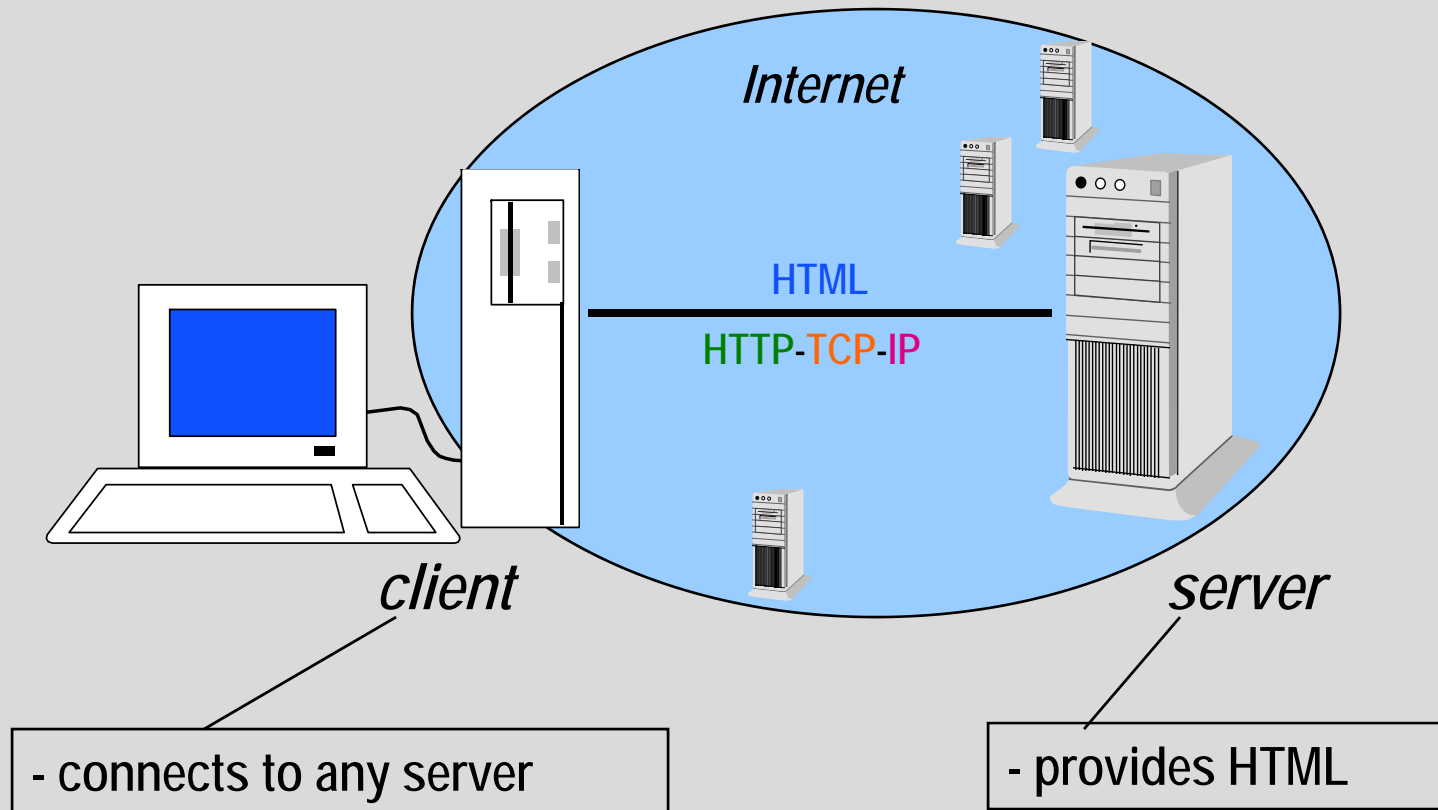 Internet
HTML
HTTP-TCP-IP
client
server
- connects to any server
- provides HTML